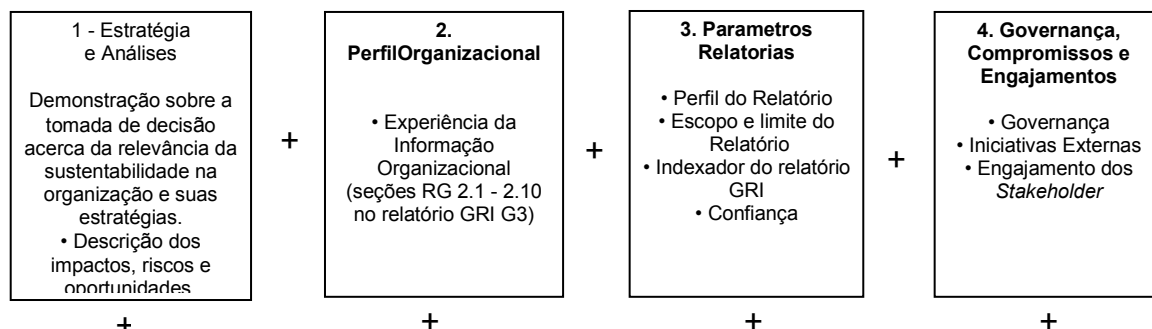 1 - Estratégia
e Análises
Demonstração sobre a
tomada de decisão
acerca da relevância da
sustentabilidade na
organização e suas
estratégias.
• Descrição dos
impactos, riscos e
oportunidades
+
2.
PerfilOrganizacional
• Experiência da
Informação
Organizacional
(seções RG 2.1 - 2.10
no relatório GRI G3)
+
3. Parametros
Relatorias
• Perfil do Relatório
• Escopo e limite do
Relatório
• Indexador do relatório
GRI
• Confiança
+
4. Governança,
Compromissos e
Engajamentos
• Governança
• Iniciativas Externas
• Engajamento dos
Stakeholder
+
+
+
+